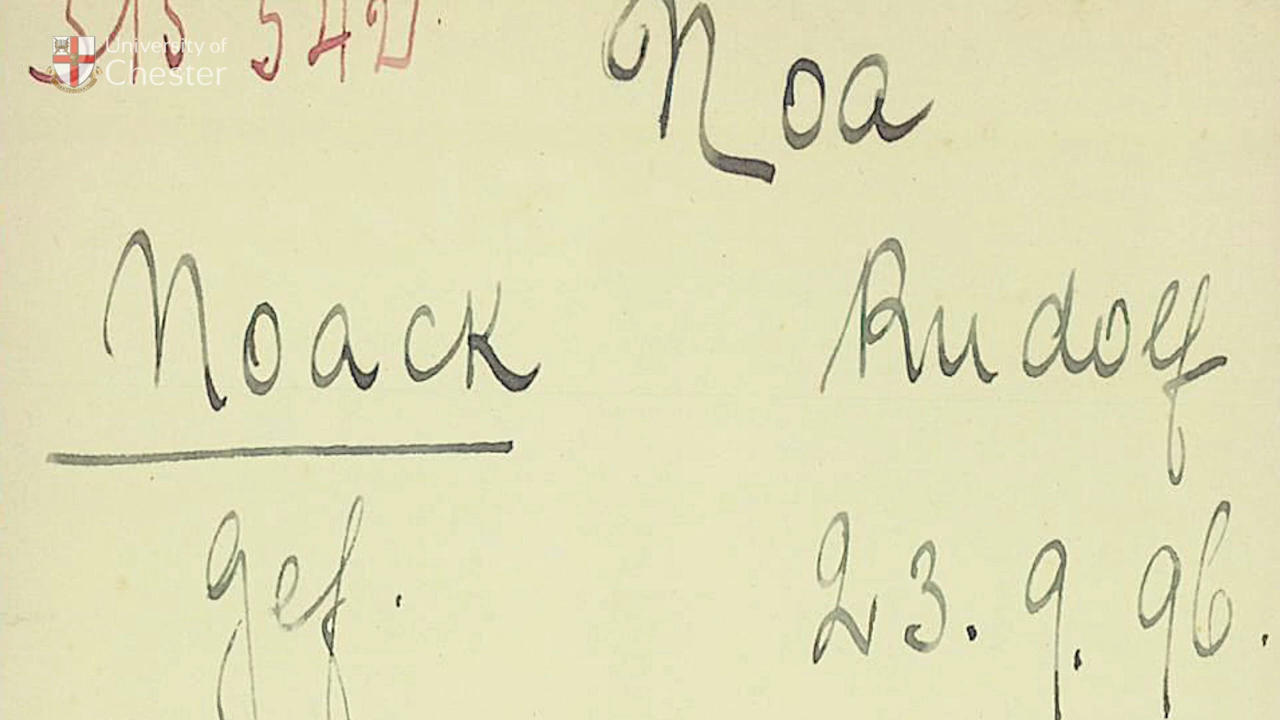 University of
Chester
Noa
Noack Rudolf
gef. 23. 9. 96.